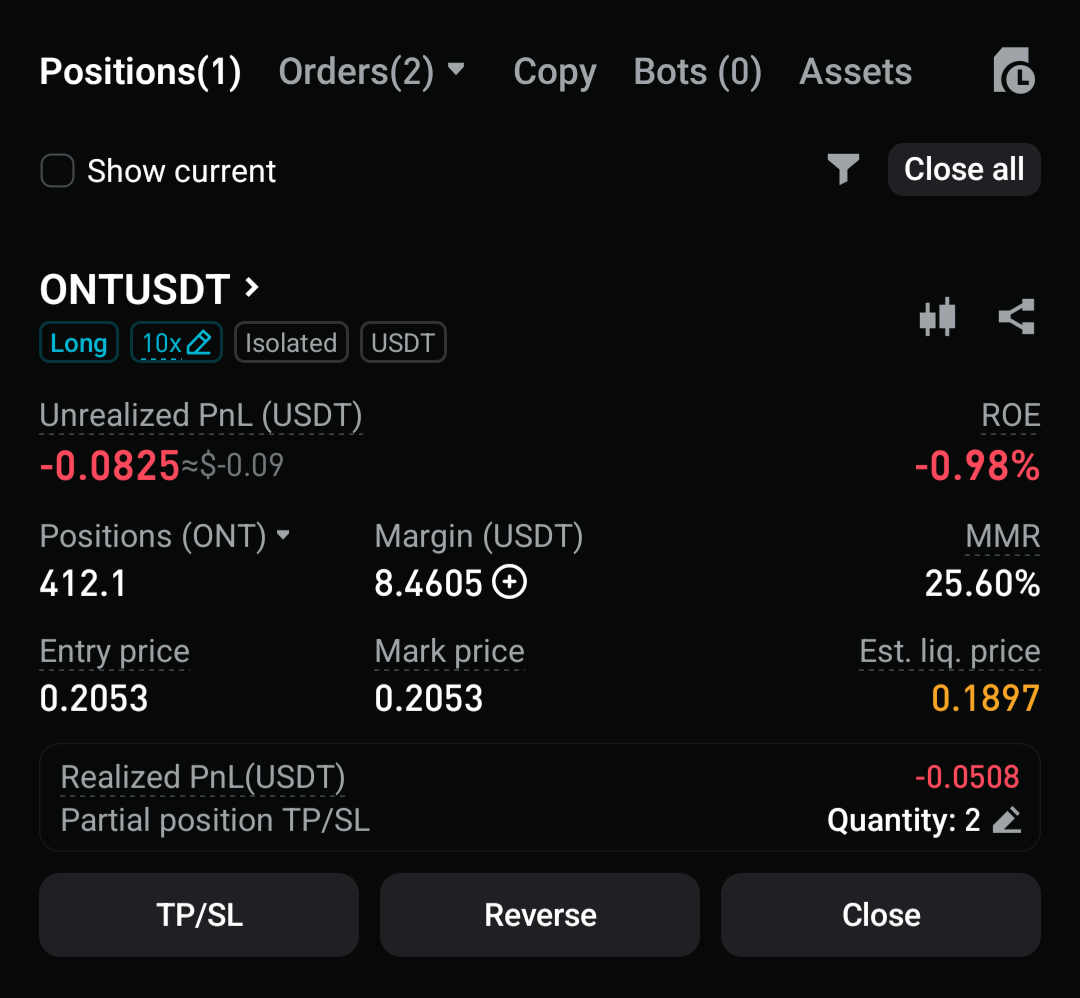 Positions(1) Orders(2) Copy Bots (0) Assets
Show current Close all
ONTUSDT
Long 10x Isolated USDT
Unrealized PnL (USDT) ROE
-0.0825≈$-0.09 -0.98%
Positions (ONT) Margin (USDT) MMR
412.1 8.4605 25.60%
Entry price Mark price Est. liq. price
0.2053 0.2053 0.1897
Realized PnL(USDT) -0.0508
Partial position TP/SL Quantity: 2
TP/SL Reverse Close